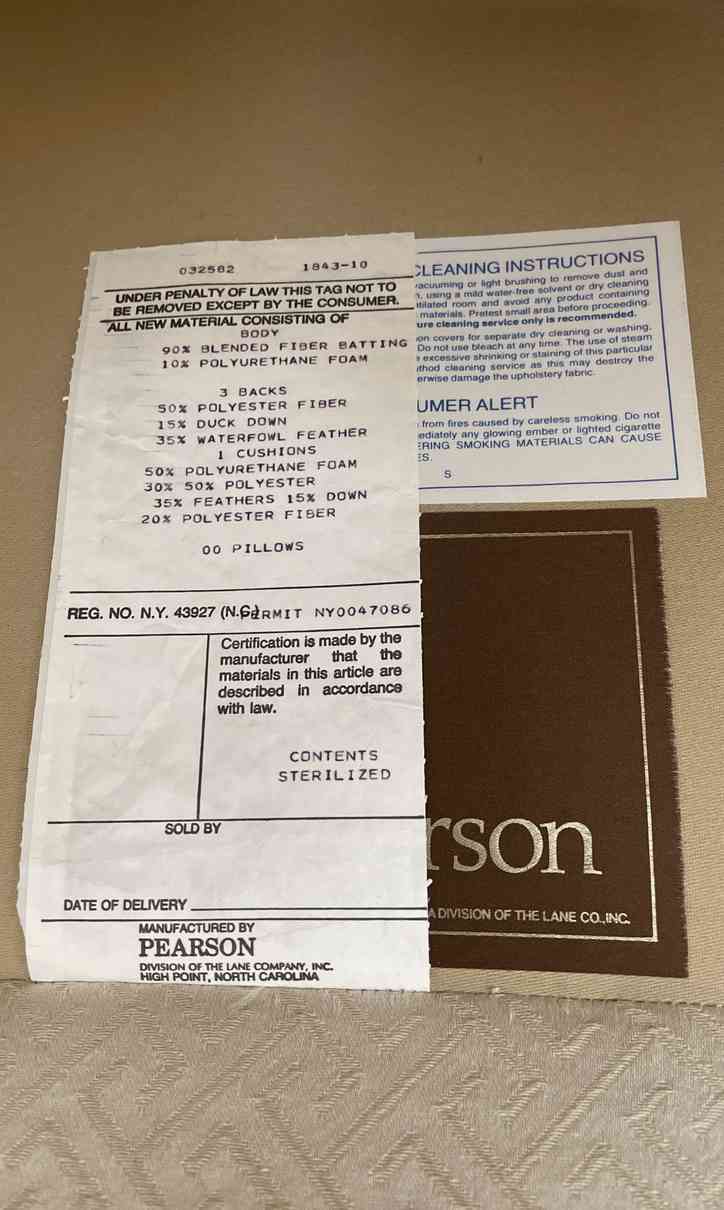 032582 1843-10
UNDER PENALTY OF LAW THIS TAG NOT TO
BE REMOVED EXCEPT BY THE CONSUMER.
ALL NEW MATERIAL CONSISTING OF
BODY
90% BLENDED FIBER BATTING
10% POLYURETHANE FOAM
3 BACKS
50% POLYESTER FIBER
15% DUCK DOWN
35% WATERFOWL FEATHER
1 CUSHIONS
50% POLYURETHANE FOAM
30% 50% POLYESTER
35% FEATHERS 15% DOWN
20% POLYESTER FIBER
00 PILLOWS
REG. NO. N.Y. 43927 (N.C.) PERMIT NY0047086
Certification is made by the
manufacturer that the
materials in this article are
described in accordance
with law.
CONTENTS
STERILIZED
SOLD BY
DATE OF DELIVERY
MANUFACTURED BY
PEARSON
DIVISION OF THE LANE COMPANY, INC.
HIGH POINT, NORTH CAROLINA
CLEANING INSTRUCTIONS
vacuuming or light brushing to remove dust and
, using a mild water-free solvent or dry cleaning
tilated room and avoid any product containing
materials. Pretest small area before proceeding.
ure cleaning service only is recommended.
on covers for separate dry cleaning or washing.
Do not use bleach at any time. The use of steam
excessive shrinking or staining of this particular
thod cleaning service as this may destroy the
erwise damage the upholstery fabric.
UMER ALERT
from fires caused by careless smoking. Do not
ediately any glowing ember or lighted cigarette
ERING SMOKING MATERIALS CAN CAUSE
ES.
S
rson
A DIVISION OF THE LANE CO., INC.